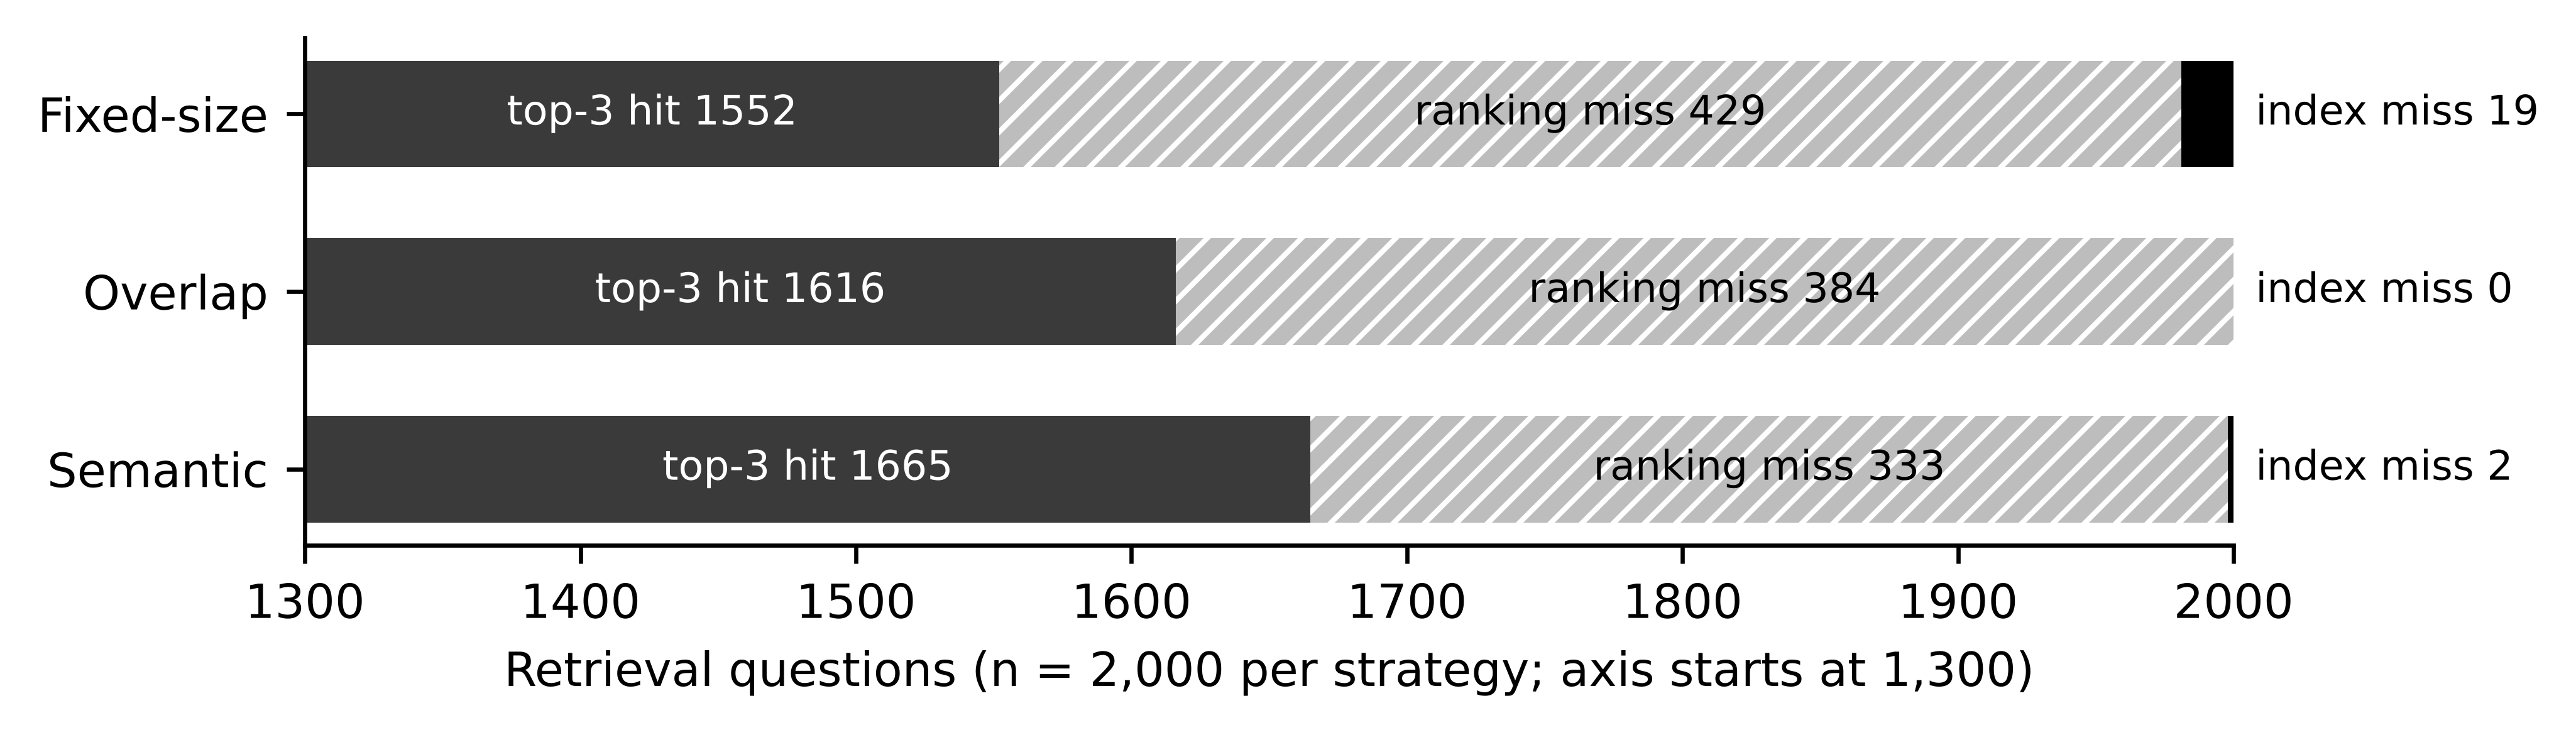 Fixed-size top-3 hit 1552 ranking miss 429 index miss 19
Overlap top-3 hit 1616 ranking miss 384 index miss 0
Semantic top-3 hit 1665 ranking miss 333 index miss 2
1300 1400 1500 1600 1700 1800 1900 2000
Retrieval questions (n = 2,000 per strategy; axis starts at 1,300)